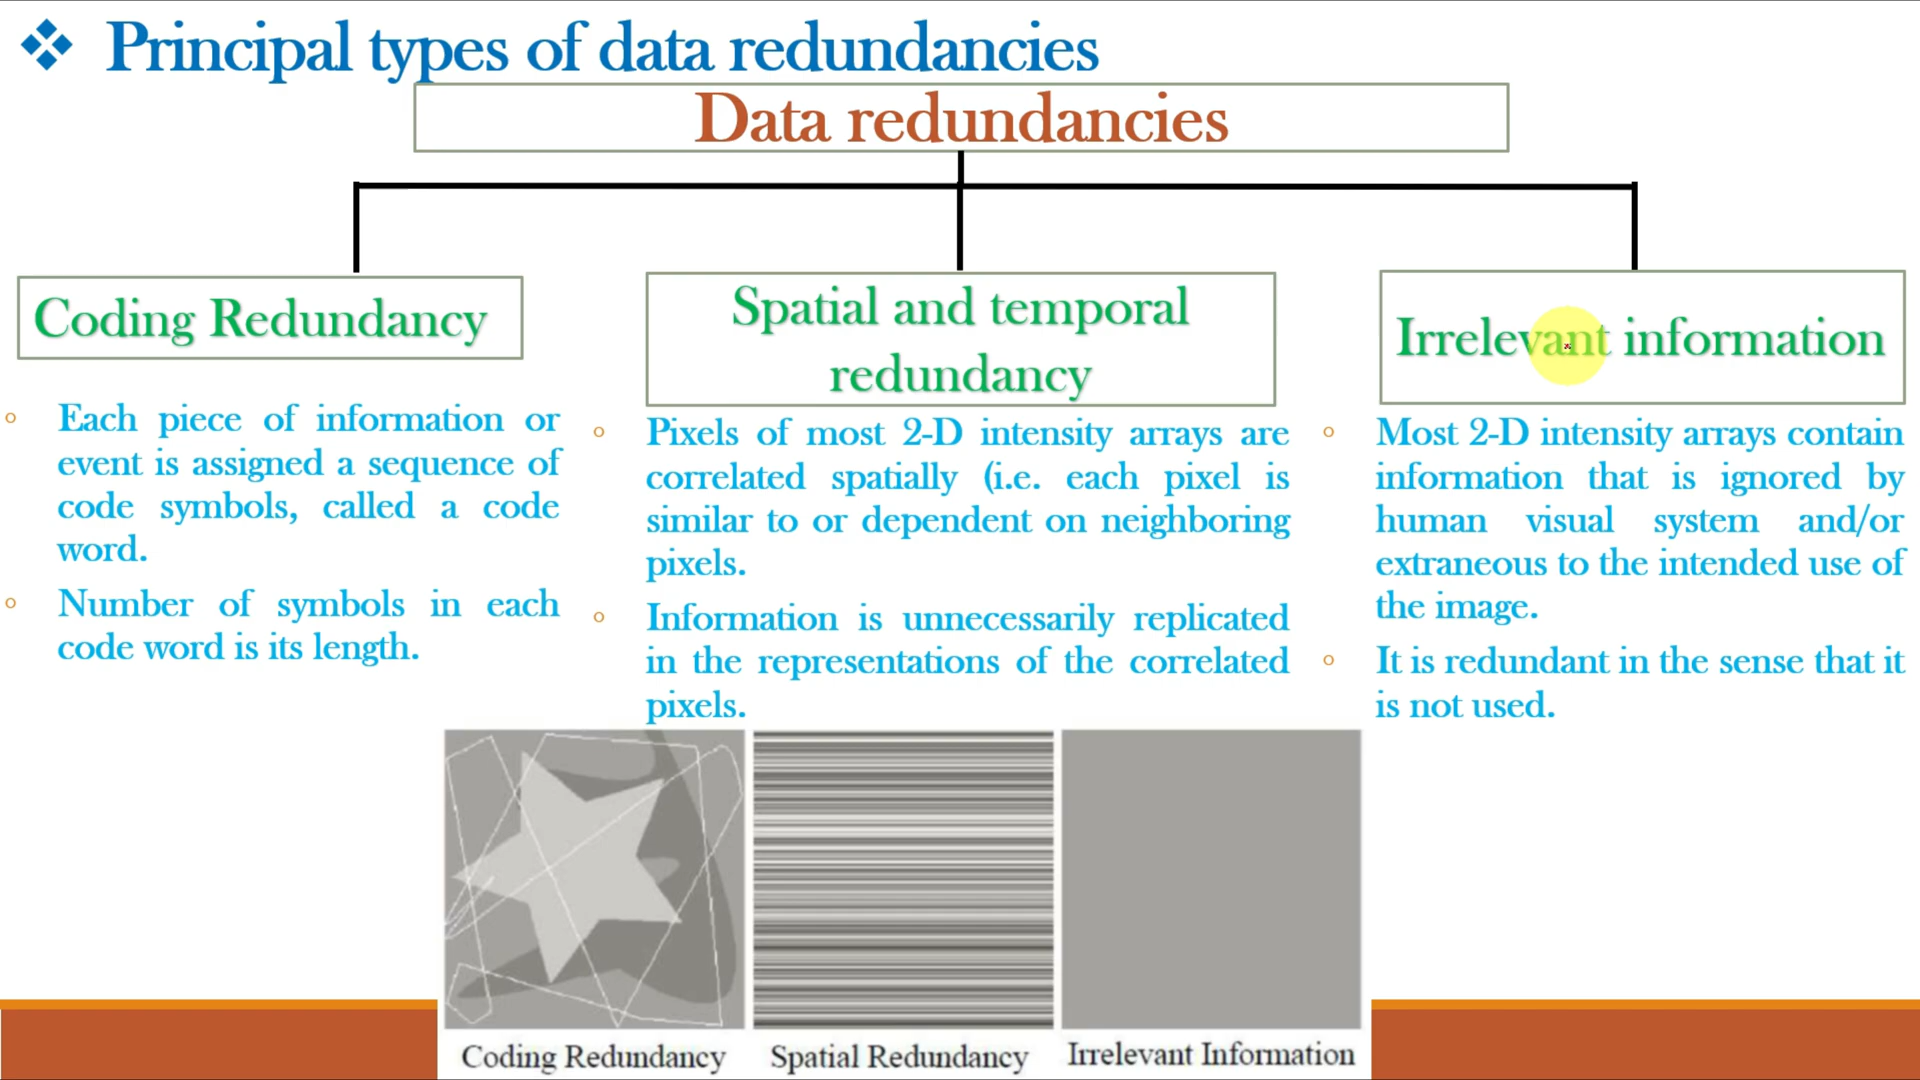 Principal types of data redundancies
Data redundancies
Coding Redundancy
Each piece of information or
event is assigned a sequence of
code symbols, called a code
word.
Number of symbols in each
code word is its length.
Spatial and temporal
redundancy
Pixels of most 2-D intensity arrays are
correlated spatially (i.e. each pixel is
similar to or dependent on neighboring
pixels.
Information is unnecessarily replicated
in the representations of the correlated
pixels.
Irrelevant information
Most 2-D intensity arrays contain
information that is ignored by
human visual system and/or
extraneous to the intended use of
the image.
It is redundant in the sense that it
is not used.
Coding Redundancy
Spatial Redundancy
Irrelevant Information